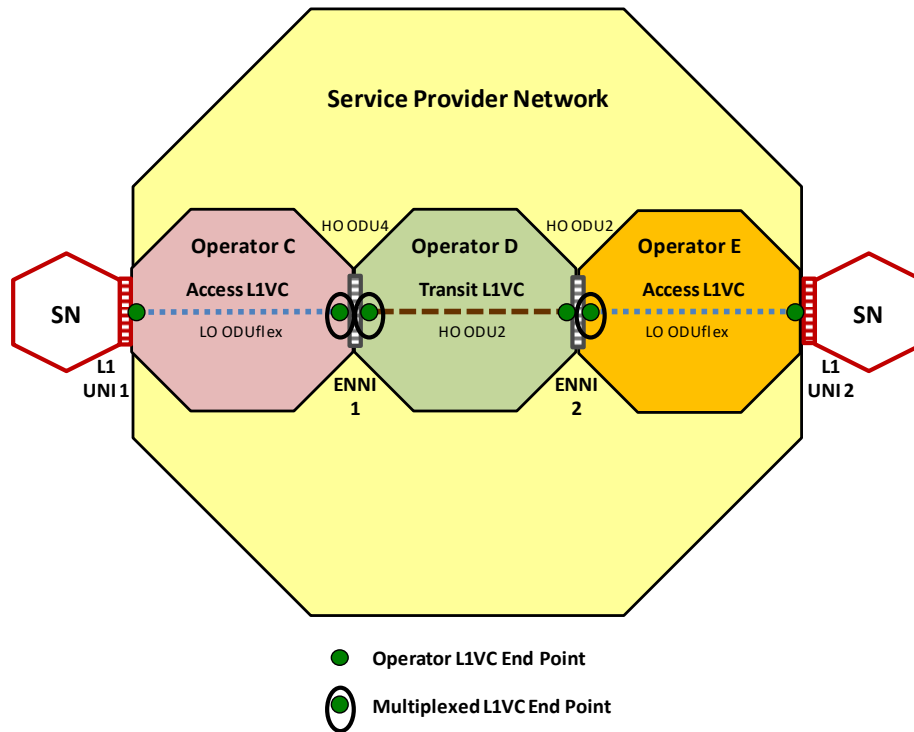 Service Provider Network
HO ODU4
HO ODU2
Operator C
Operator D
Operator E
SN
Access L1VC
Transit L1VC
Access L1VC
SN
LO ODUflex
HO ODU2
LO ODUflex
L1
UNI 1
ENNI
1
ENNI
2
L1
UNI 2
Operator L1VC End Point
Multiplexed L1VC End Point